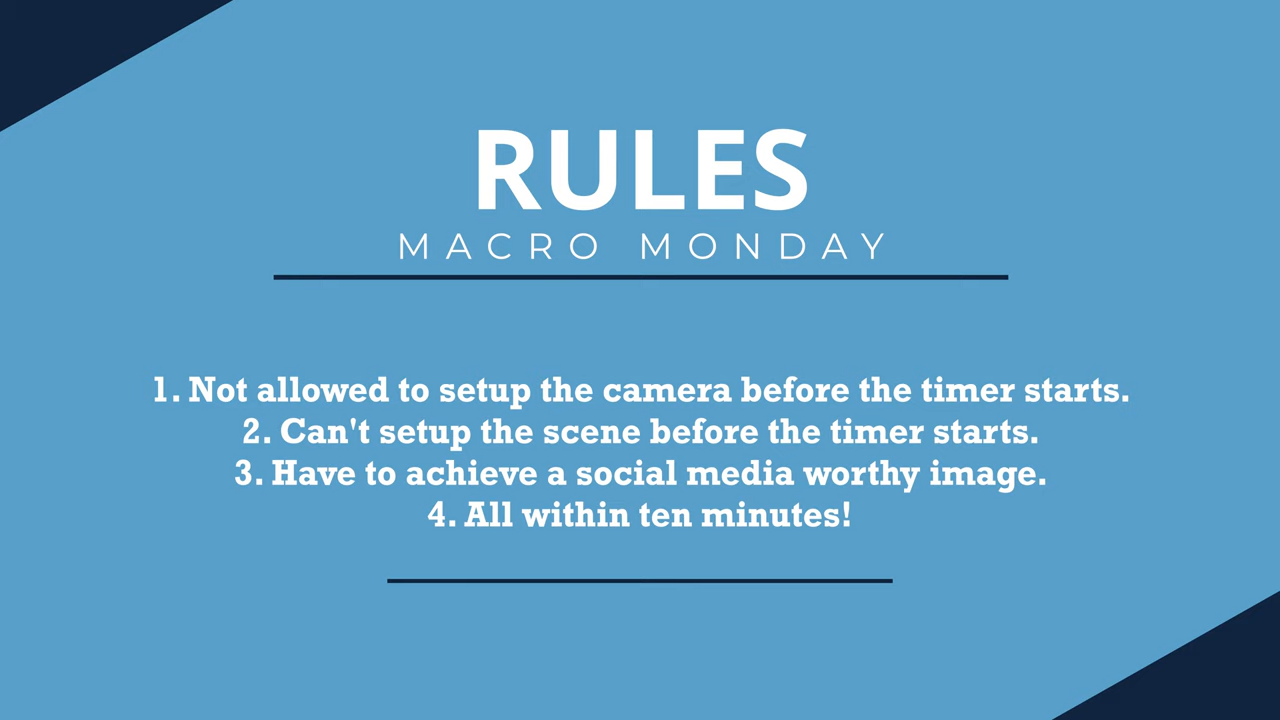 RULES
MACRO MONDAY
1. Not allowed to setup the camera before the timer starts.
2. Can't setup the scene before the timer starts.
3. Have to achieve a social media worthy image.
4. All within ten minutes!